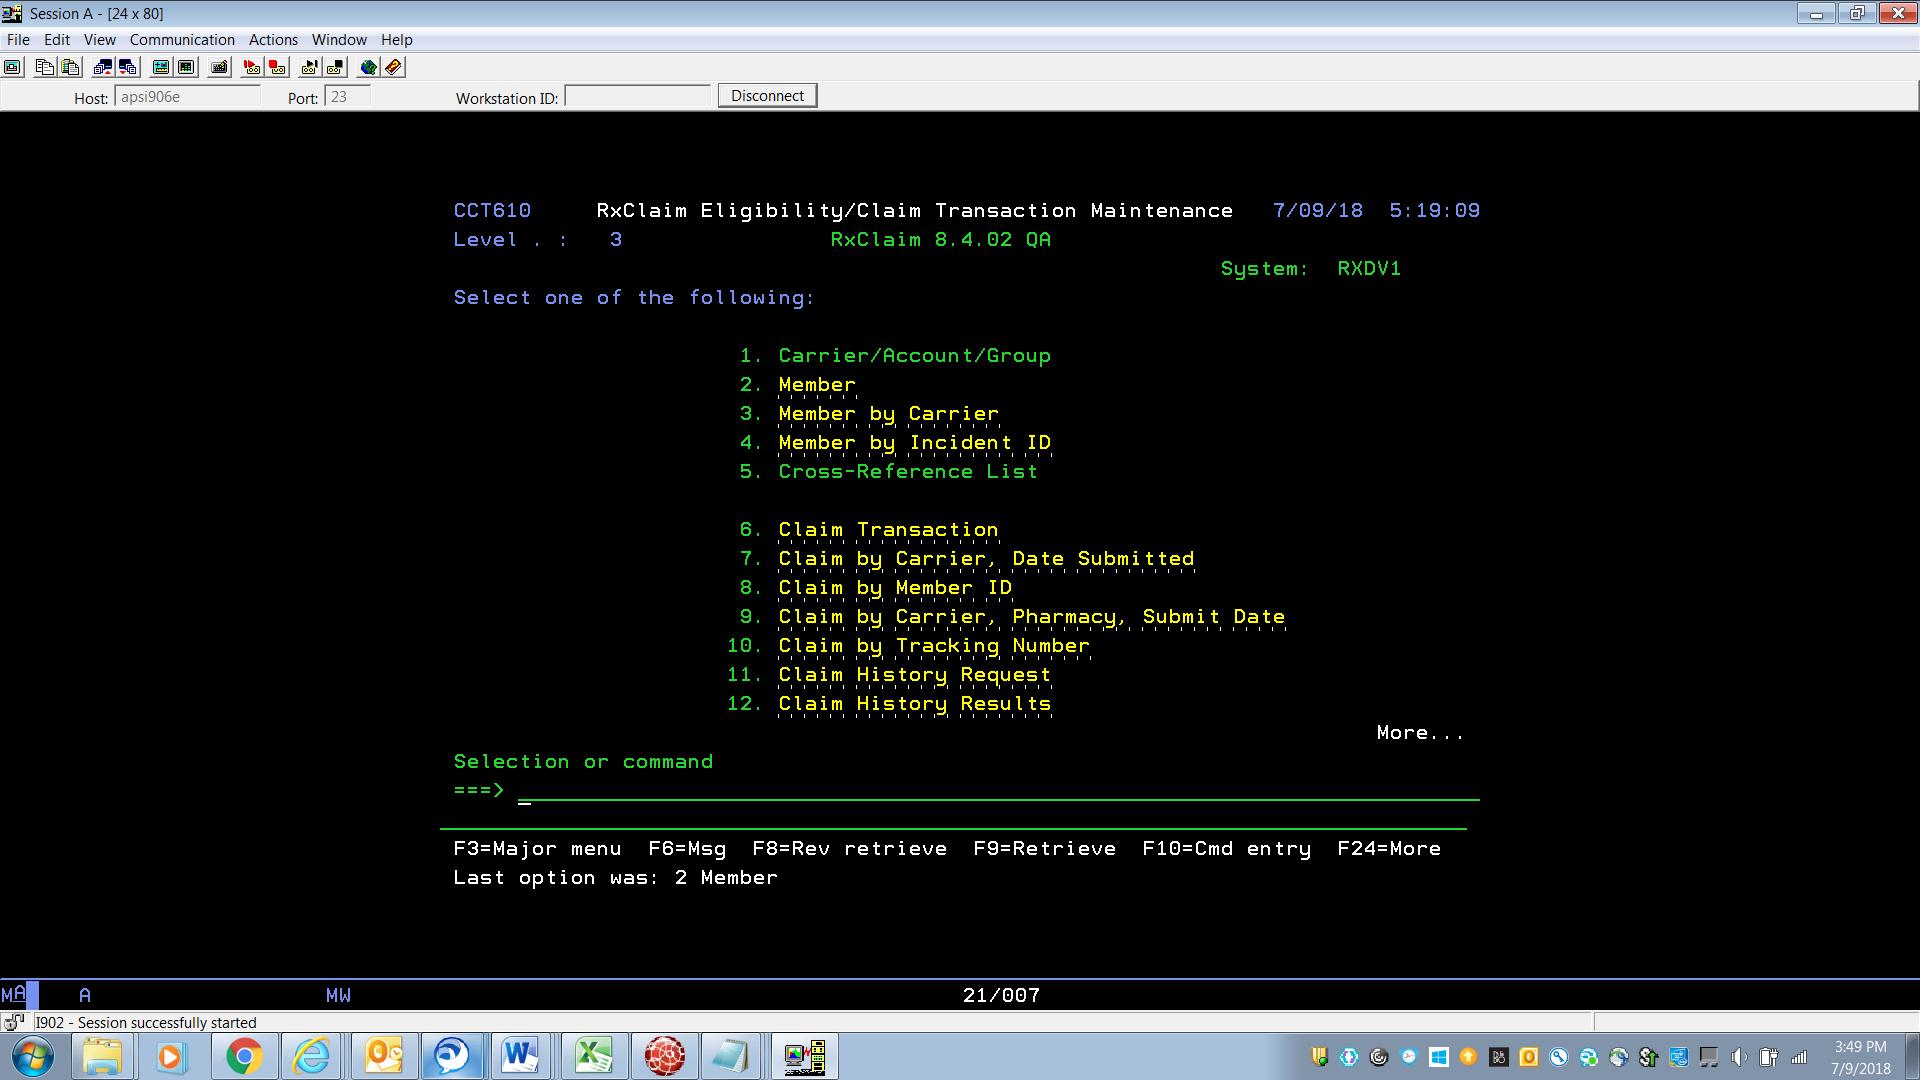 Session A - [24 x 80]
File Edit View Communication Actions Window Help
Host: apsi906e Port: 23 Workstation ID: Disconnect
CCT610 RxClaim Eligibility/Claim Transaction Maintenance 7/09/18 5:19:09
Level . : 3 RxClaim 8.4.02 QA
System: RXDV1
Select one of the following:
1. Carrier/Account/Group
2. Member
3. Member by Carrier
4. Member by Incident ID
5. Cross-Reference List
6. Claim Transaction
7. Claim by Carrier, Date Submitted
8. Claim by Member ID
9. Claim by Carrier, Pharmacy, Submit Date
10. Claim by Tracking Number
11. Claim History Request
12. Claim History Results
More...
Selection or command
===>
F3=Major menu F6=Msg F8=Rev retrieve F9=Retrieve F10=Cmd entry F24=More
Last option was: 2 Member
MA A MW 21/007
I902 - Session successfully started
3:49 PM
7/9/2018